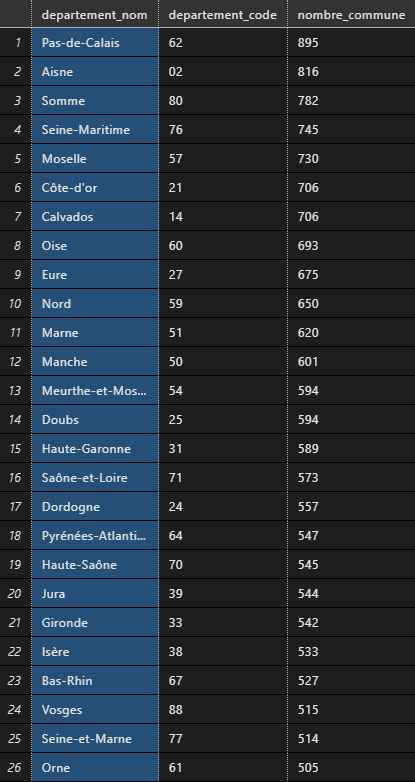 departement_nom departement_code nombre_commune
1 Pas-de-Calais 62 895
2 Aisne 02 816
3 Somme 80 782
4 Seine-Maritime 76 745
5 Moselle 57 730
6 Côte-d'or 21 706
7 Calvados 14 706
8 Oise 60 693
9 Eure 27 675
10 Nord 59 650
11 Marne 51 620
12 Manche 50 601
13 Meurthe-et-Mos... 54 594
14 Doubs 25 594
15 Haute-Garonne 31 589
16 Saône-et-Loire 71 573
17 Dordogne 24 557
18 Pyrénées-Atlanti... 64 547
19 Haute-Saône 70 545
20 Jura 39 544
21 Gironde 33 542
22 Isère 38 533
23 Bas-Rhin 67 527
24 Vosges 88 515
25 Seine-et-Marne 77 514
26 Orne 61 505